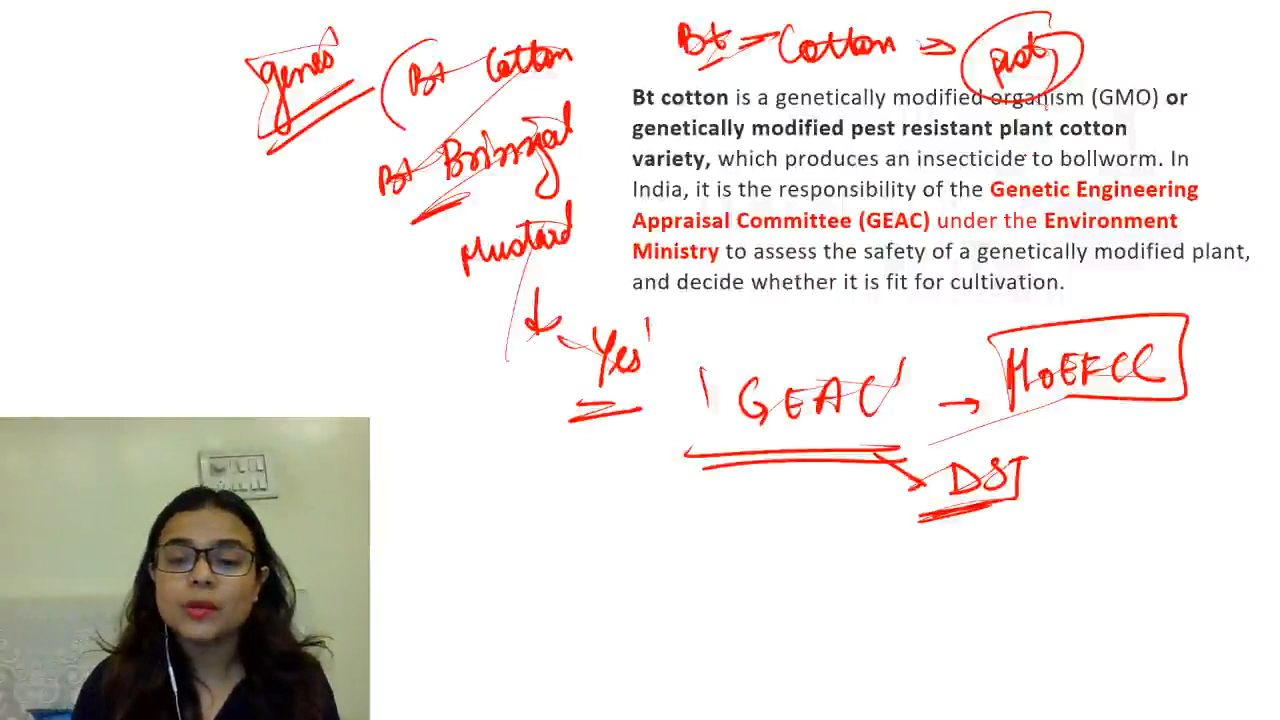 Genes
Bt Cotton
Bt Brinjal
Mustard
Yes'
Bt Cotton
Bt cotton is a genetically modified organism (GMO) or
genetically modified pest resistant plant cotton
variety, which produces an insecticide to bollworm. In
India, it is the responsibility of the Genetic Engineering
Appraisal Committee (GEAC) under the Environment
Ministry to assess the safety of a genetically modified plant,
and decide whether it is fit for cultivation.
'GEAC' → MoEFCC
DST